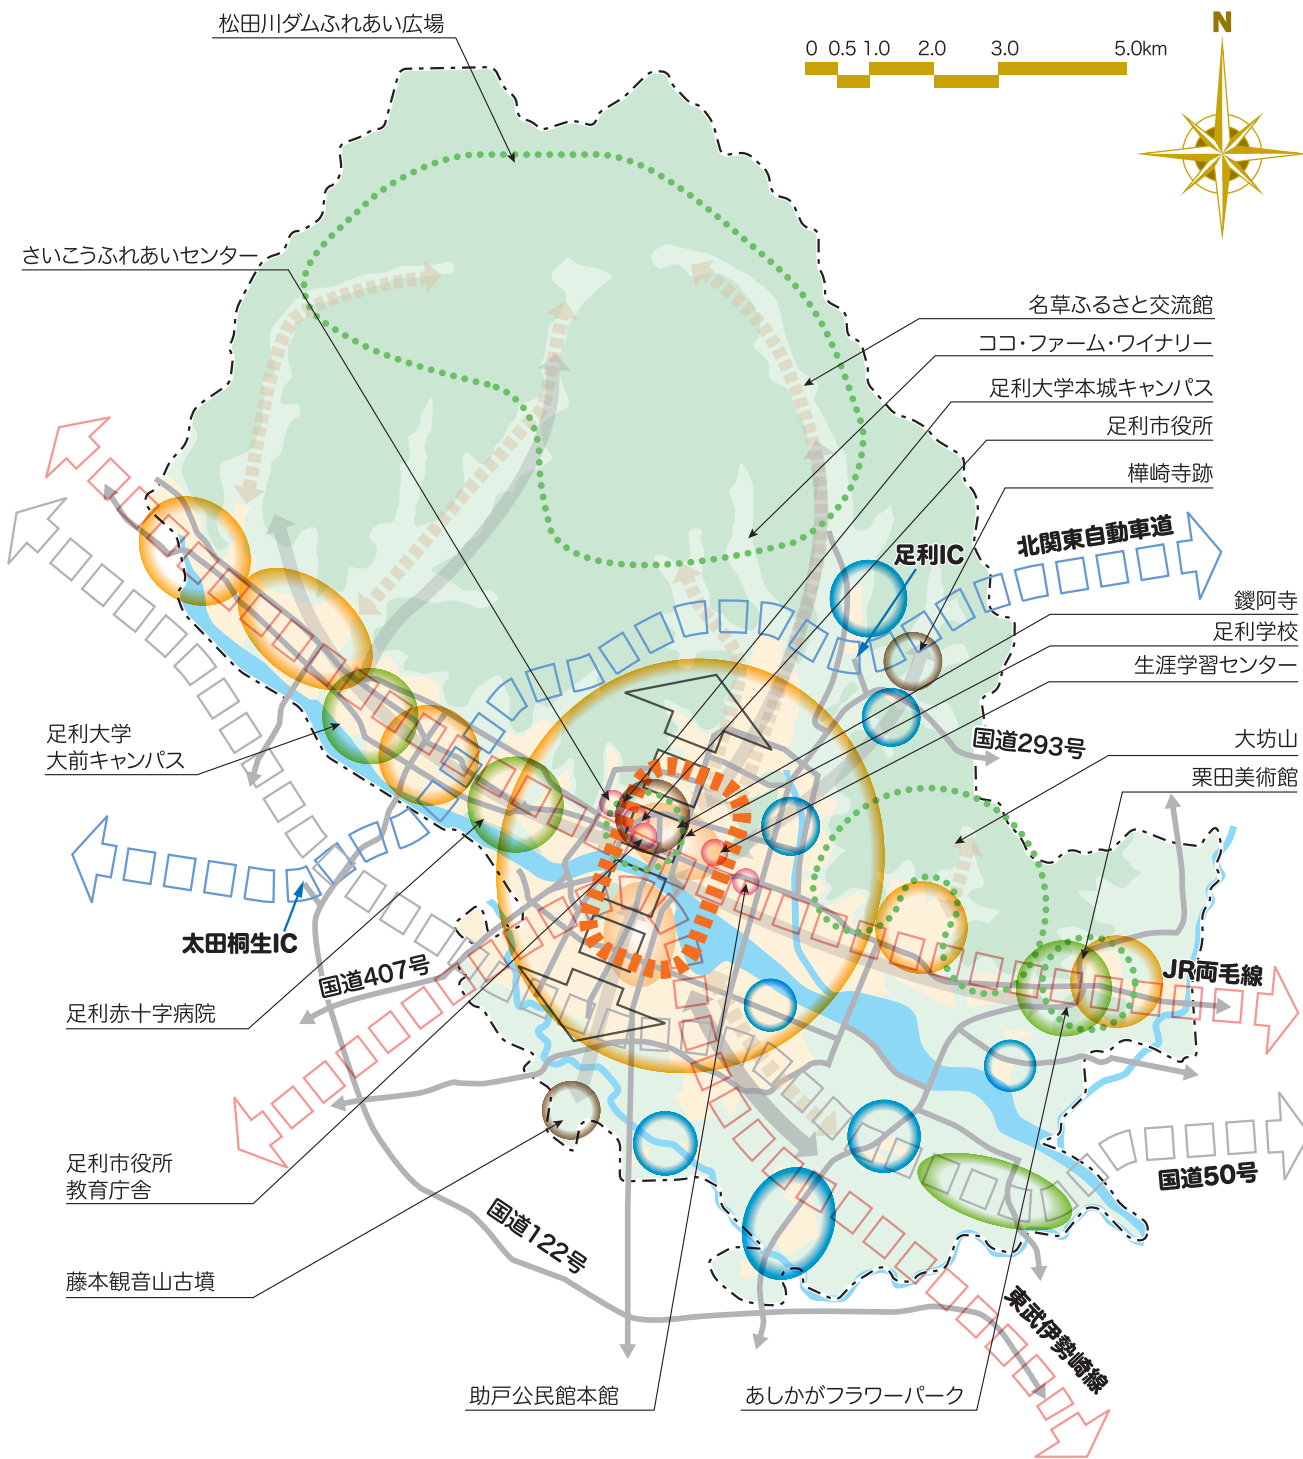 松田川ダムふれあい広場
0 0.5 1.0 2.0 3.0 5.0km
N
さいこうふれあいセンター
名草ふるさと交流館
ココ・ファーム・ワイナリー
足利大学本城キャンパス
足利市役所
樺崎寺跡
北関東自動車道
足利IC
鑁阿寺
足利学校
生涯学習センター
国道293号
大坊山
栗田美術館
足利大学
大前キャンパス
太田桐生IC
国道407号
JR両毛線
足利赤十字病院
足利市役所
教育庁舎
国道50号
国道122号
藤本観音山古墳
東武伊勢崎線
助戸公民館本館
あしかがフラワーパーク